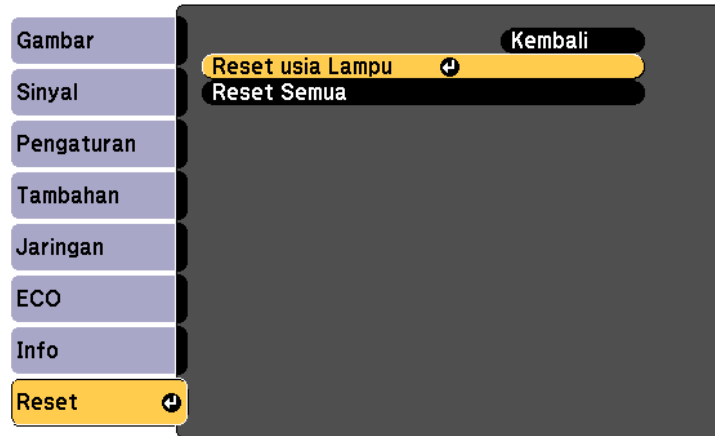 Gambar
Sinyal
Pengaturan
Tambahan
Jaringan
ECO
Info
Reset
Kembali
Reset usia Lampu
Reset Semua